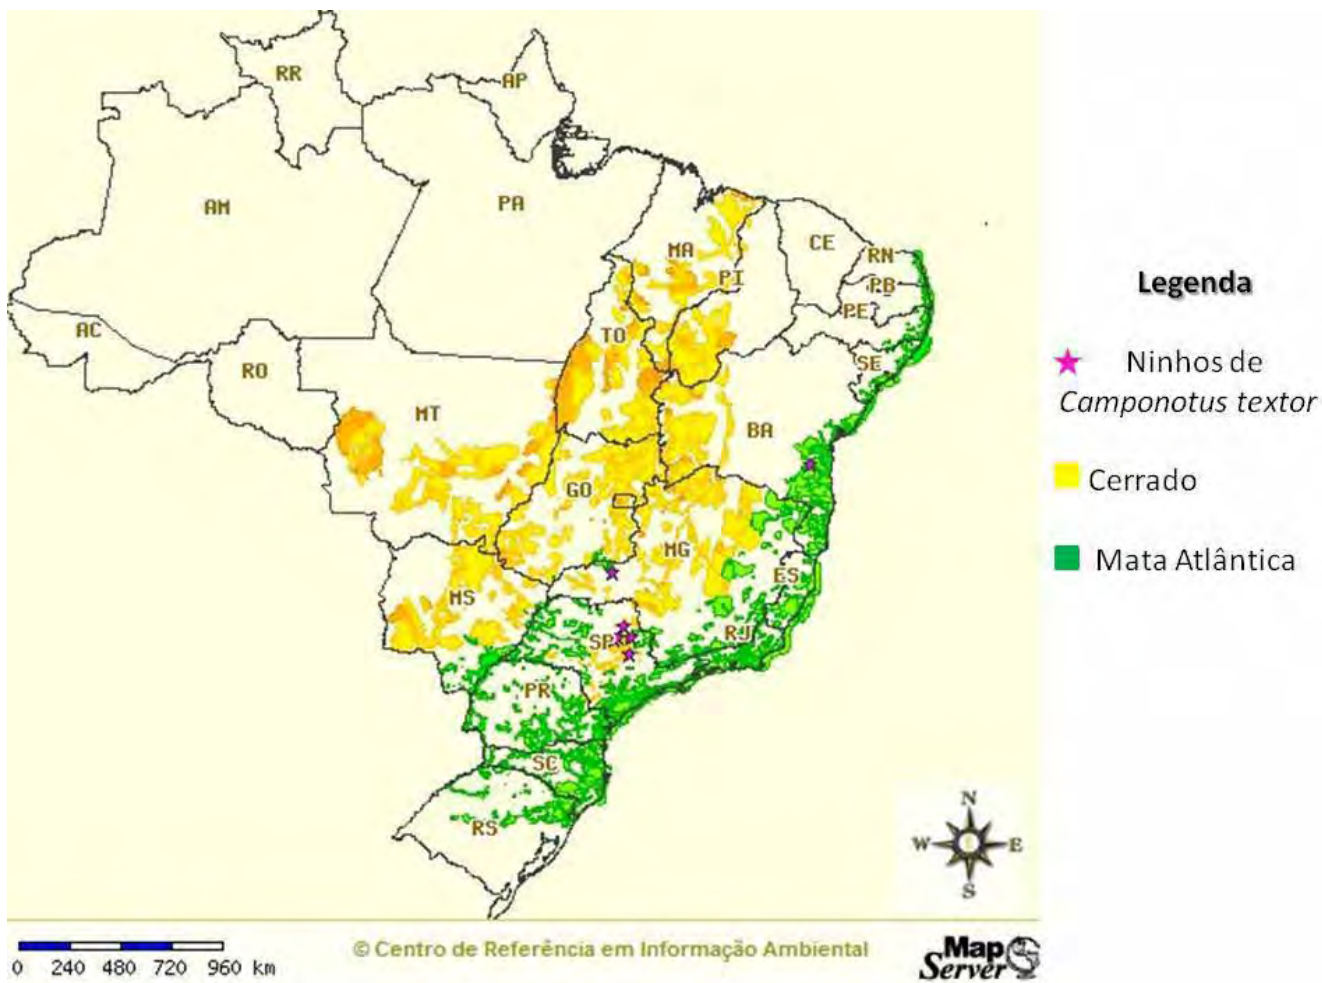 RR
AP
AM
PA
MA
CE
RN
PI
PB
PE
AC
TO
SE
RO
MT
BA
GO
MG
ES
MS
SP
RJ
PR
SC
RS
Legenda
Ninhos de
Camponotus textor
Cerrado
Mata Atlântica
N
W E
S
0 240 480 720 960 km
© Centro de Referência em Informação Ambiental
Map
Server